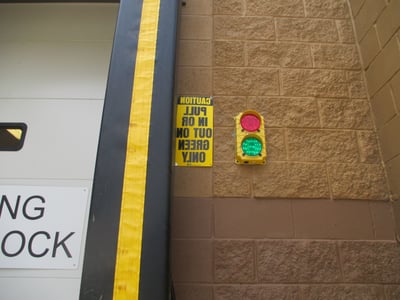 CAUTION
PULL
IN OR
OUT ON
GREEN
ONLY
NG
OCK